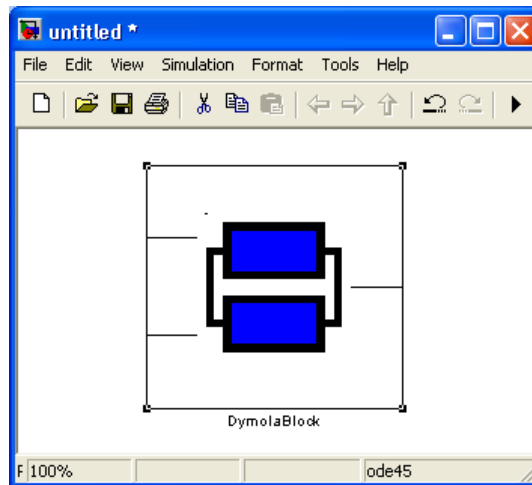 untitled *
File Edit View Simulation Format Tools Help
DymolaBlock
F 100% ode45